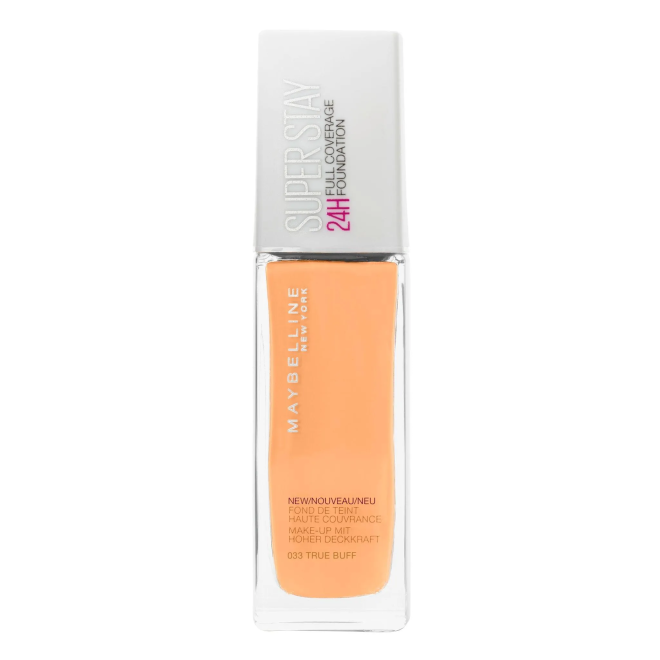 SUPER STAY
24H FULL COVERAGE
FOUNDATION
MAYBELLINE
NEW YORK
NEW/NOUVEAU/NEU
FOND DE TEINT
HAUTE COUVRANCE
MAKE-UP MIT
HOHER DECKKRAFT
033 TRUE BUFF